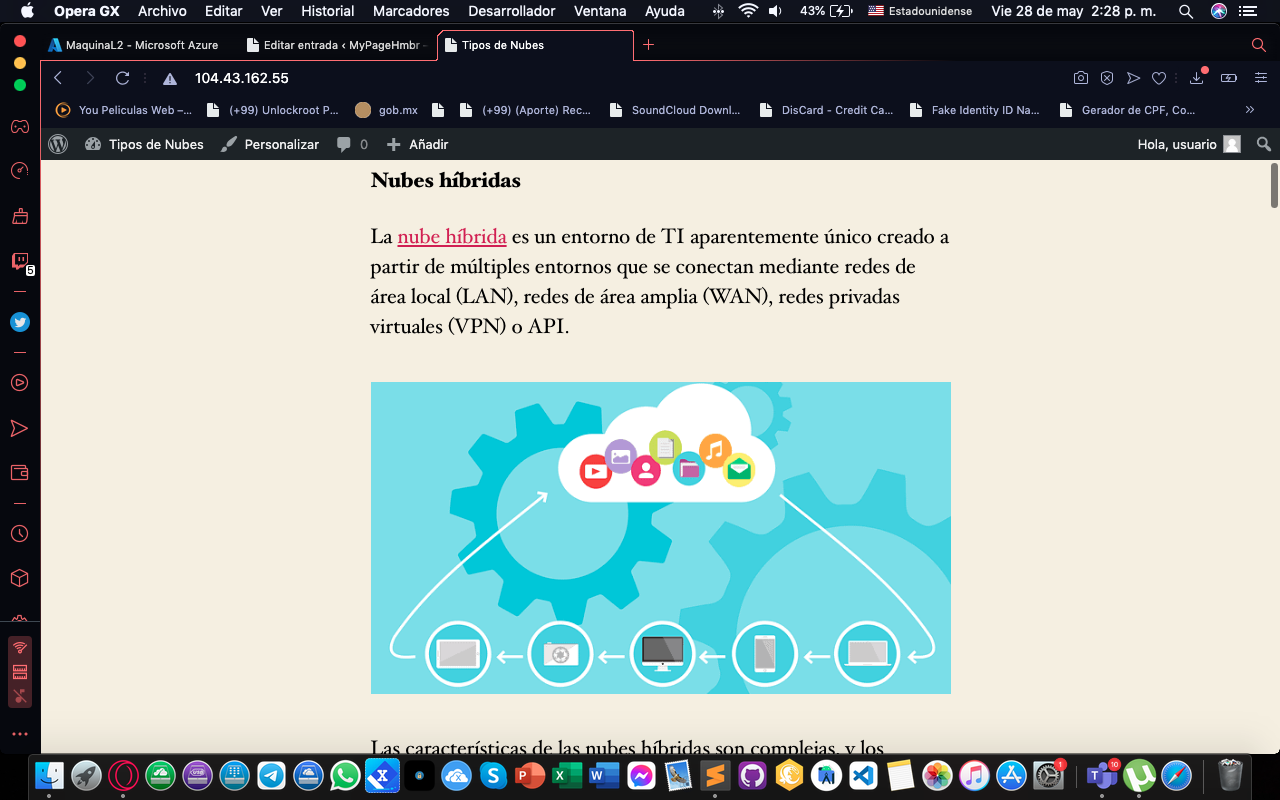 Opera GX Archivo Editar Ver Historial Marcadores Desarrollador Ventana Ayuda 43% Estadounidense Vie 28 de may 2:28 p. m.
MaquinaL2 - Microsoft Azure Editar entrada ‹ MyPageHmbr - Tipos de Nubes
104.43.162.55
You Peliculas Web –... (+99) Unlockroot P... gob.mx (+99) (Aporte) Rec... SoundCloud Downl... DisCard - Credit Ca... Fake Identity ID Na... Gerador de CPF, Co...
Tipos de Nubes Personalizar 0 Añadir Hola, usuario
Nubes híbridas
La nube híbrida es un entorno de TI aparentemente único creado a
partir de múltiples entornos que se conectan mediante redes de
área local (LAN), redes de área amplia (WAN), redes privadas
virtuales (VPN) o API.
5
Las características de las nubes híbridas son complejas, y los
1 10